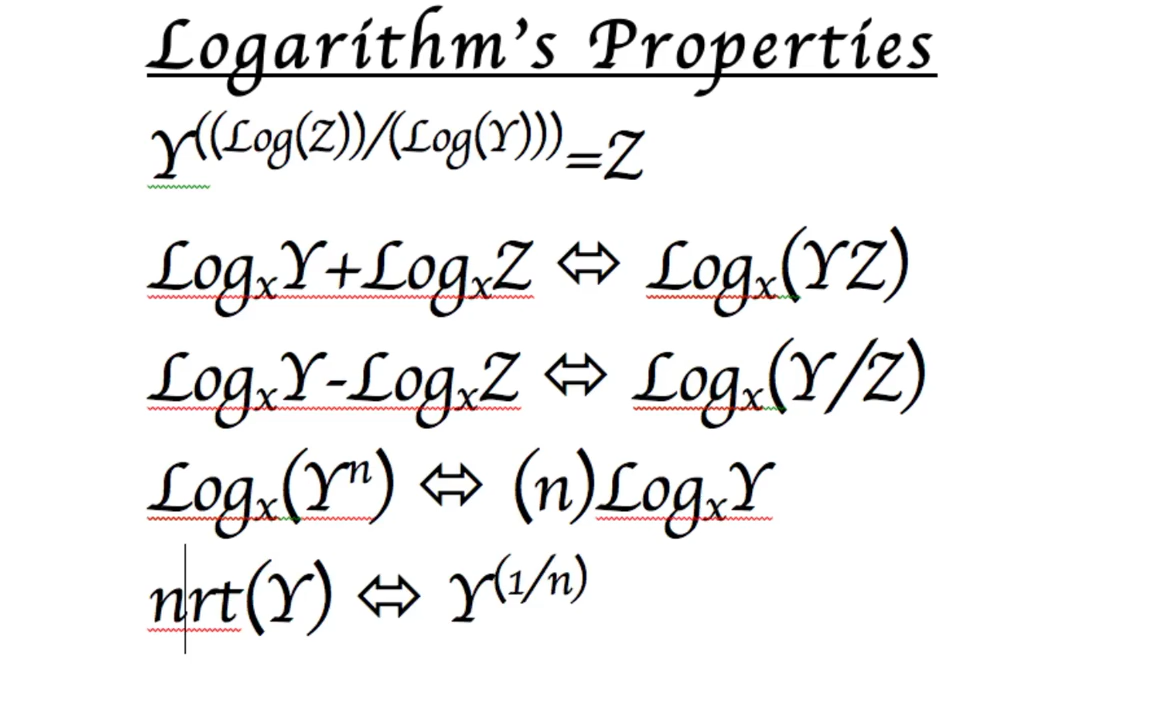 Logarithm's Properties
Y^((Log(Z))/(Log(Y)))=Z
LogₓY+LogₓZ ⇔ Logₓ(YZ)
LogₓY-LogₓZ ⇔ Logₓ(Y/Z)
Logₓ(Yⁿ) ⇔ (n)LogₓY
nrt(Y) ⇔ Y^(1/n)